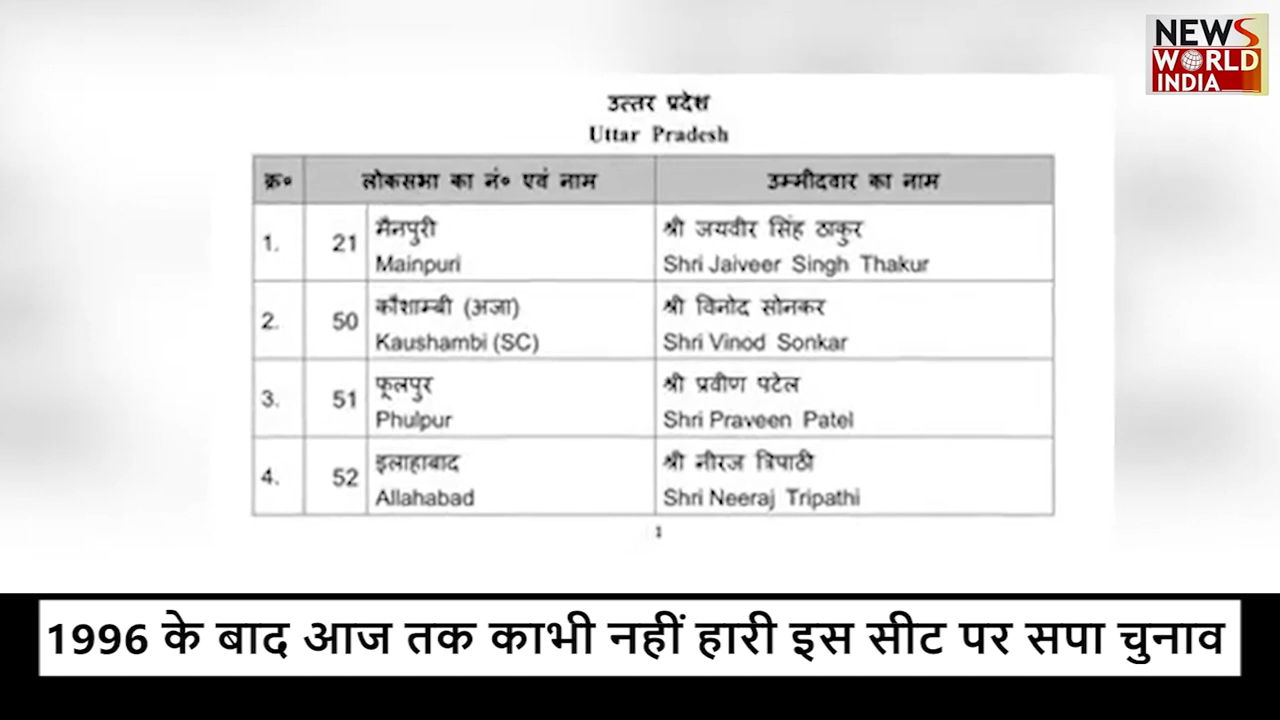 NEWS
WORLD
INDIA
उत्तर प्रदेश
Uttar Pradesh
क्र॰ लोकसभा का नं॰ एवं नाम उम्मीदवार का नाम
1. 21 मैनपुरी श्री जयवीर सिंह ठाकुर
Mainpuri Shri Jaiveer Singh Thakur
2. 50 कौशाम्बी (अजा) श्री विनोद सोनकर
Kaushambi (SC) Shri Vinod Sonkar
3. 51 फूलपुर श्री प्रवीण पटेल
Phulpur Shri Praveen Patel
4. 52 इलाहाबाद श्री नीरज त्रिपाठी
Allahabad Shri Neeraj Tripathi
1
1996 के बाद आज तक काभी नहीं हारी इस सीट पर सपा चुनाव